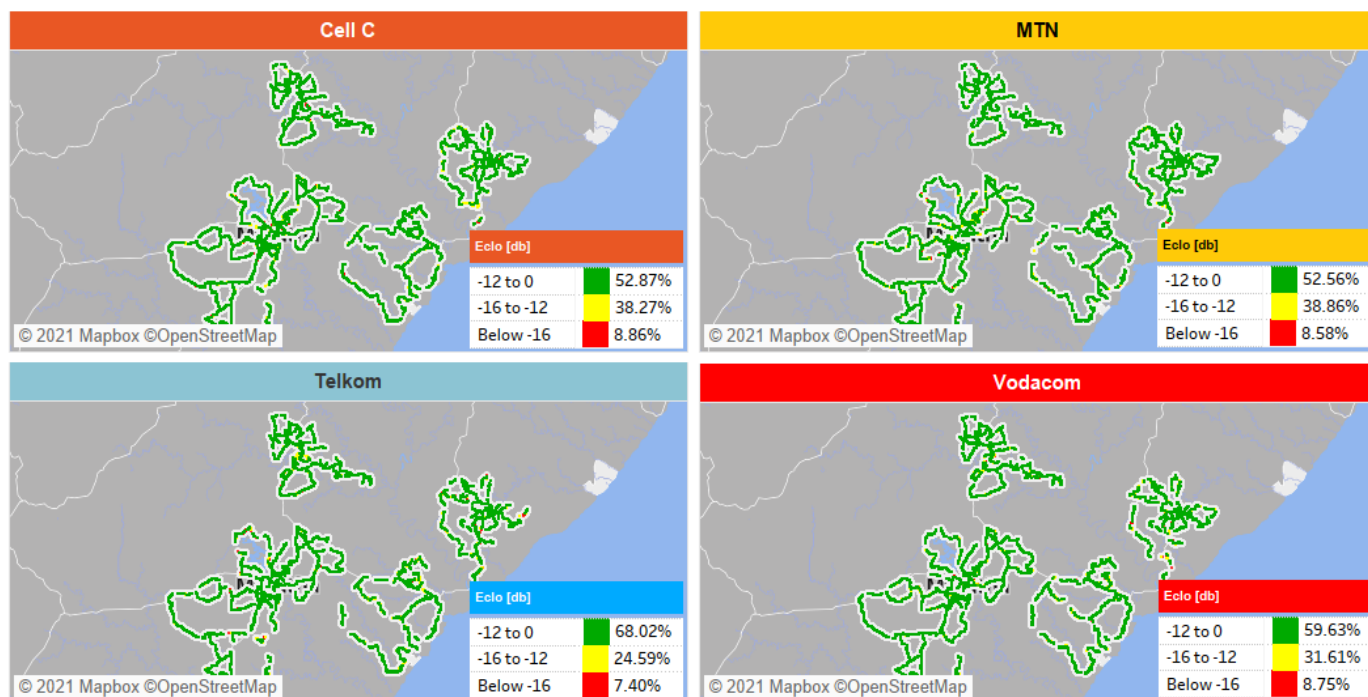 Cell C
MTN
EcIo [db]
-12 to 0 52.87%
-16 to -12 38.27%
Below -16 8.86%
© 2021 Mapbox ©OpenStreetMap
EcIo [db]
-12 to 0 52.56%
-16 to -12 38.86%
Below -16 8.58%
© 2021 Mapbox ©OpenStreetMap
Telkom
Vodacom
EcIo [db]
-12 to 0 68.02%
-16 to -12 24.59%
Below -16 7.40%
© 2021 Mapbox ©OpenStreetMap
EcIo [db]
-12 to 0 59.63%
-16 to -12 31.61%
Below -16 8.75%
© 2021 Mapbox ©OpenStreetMap